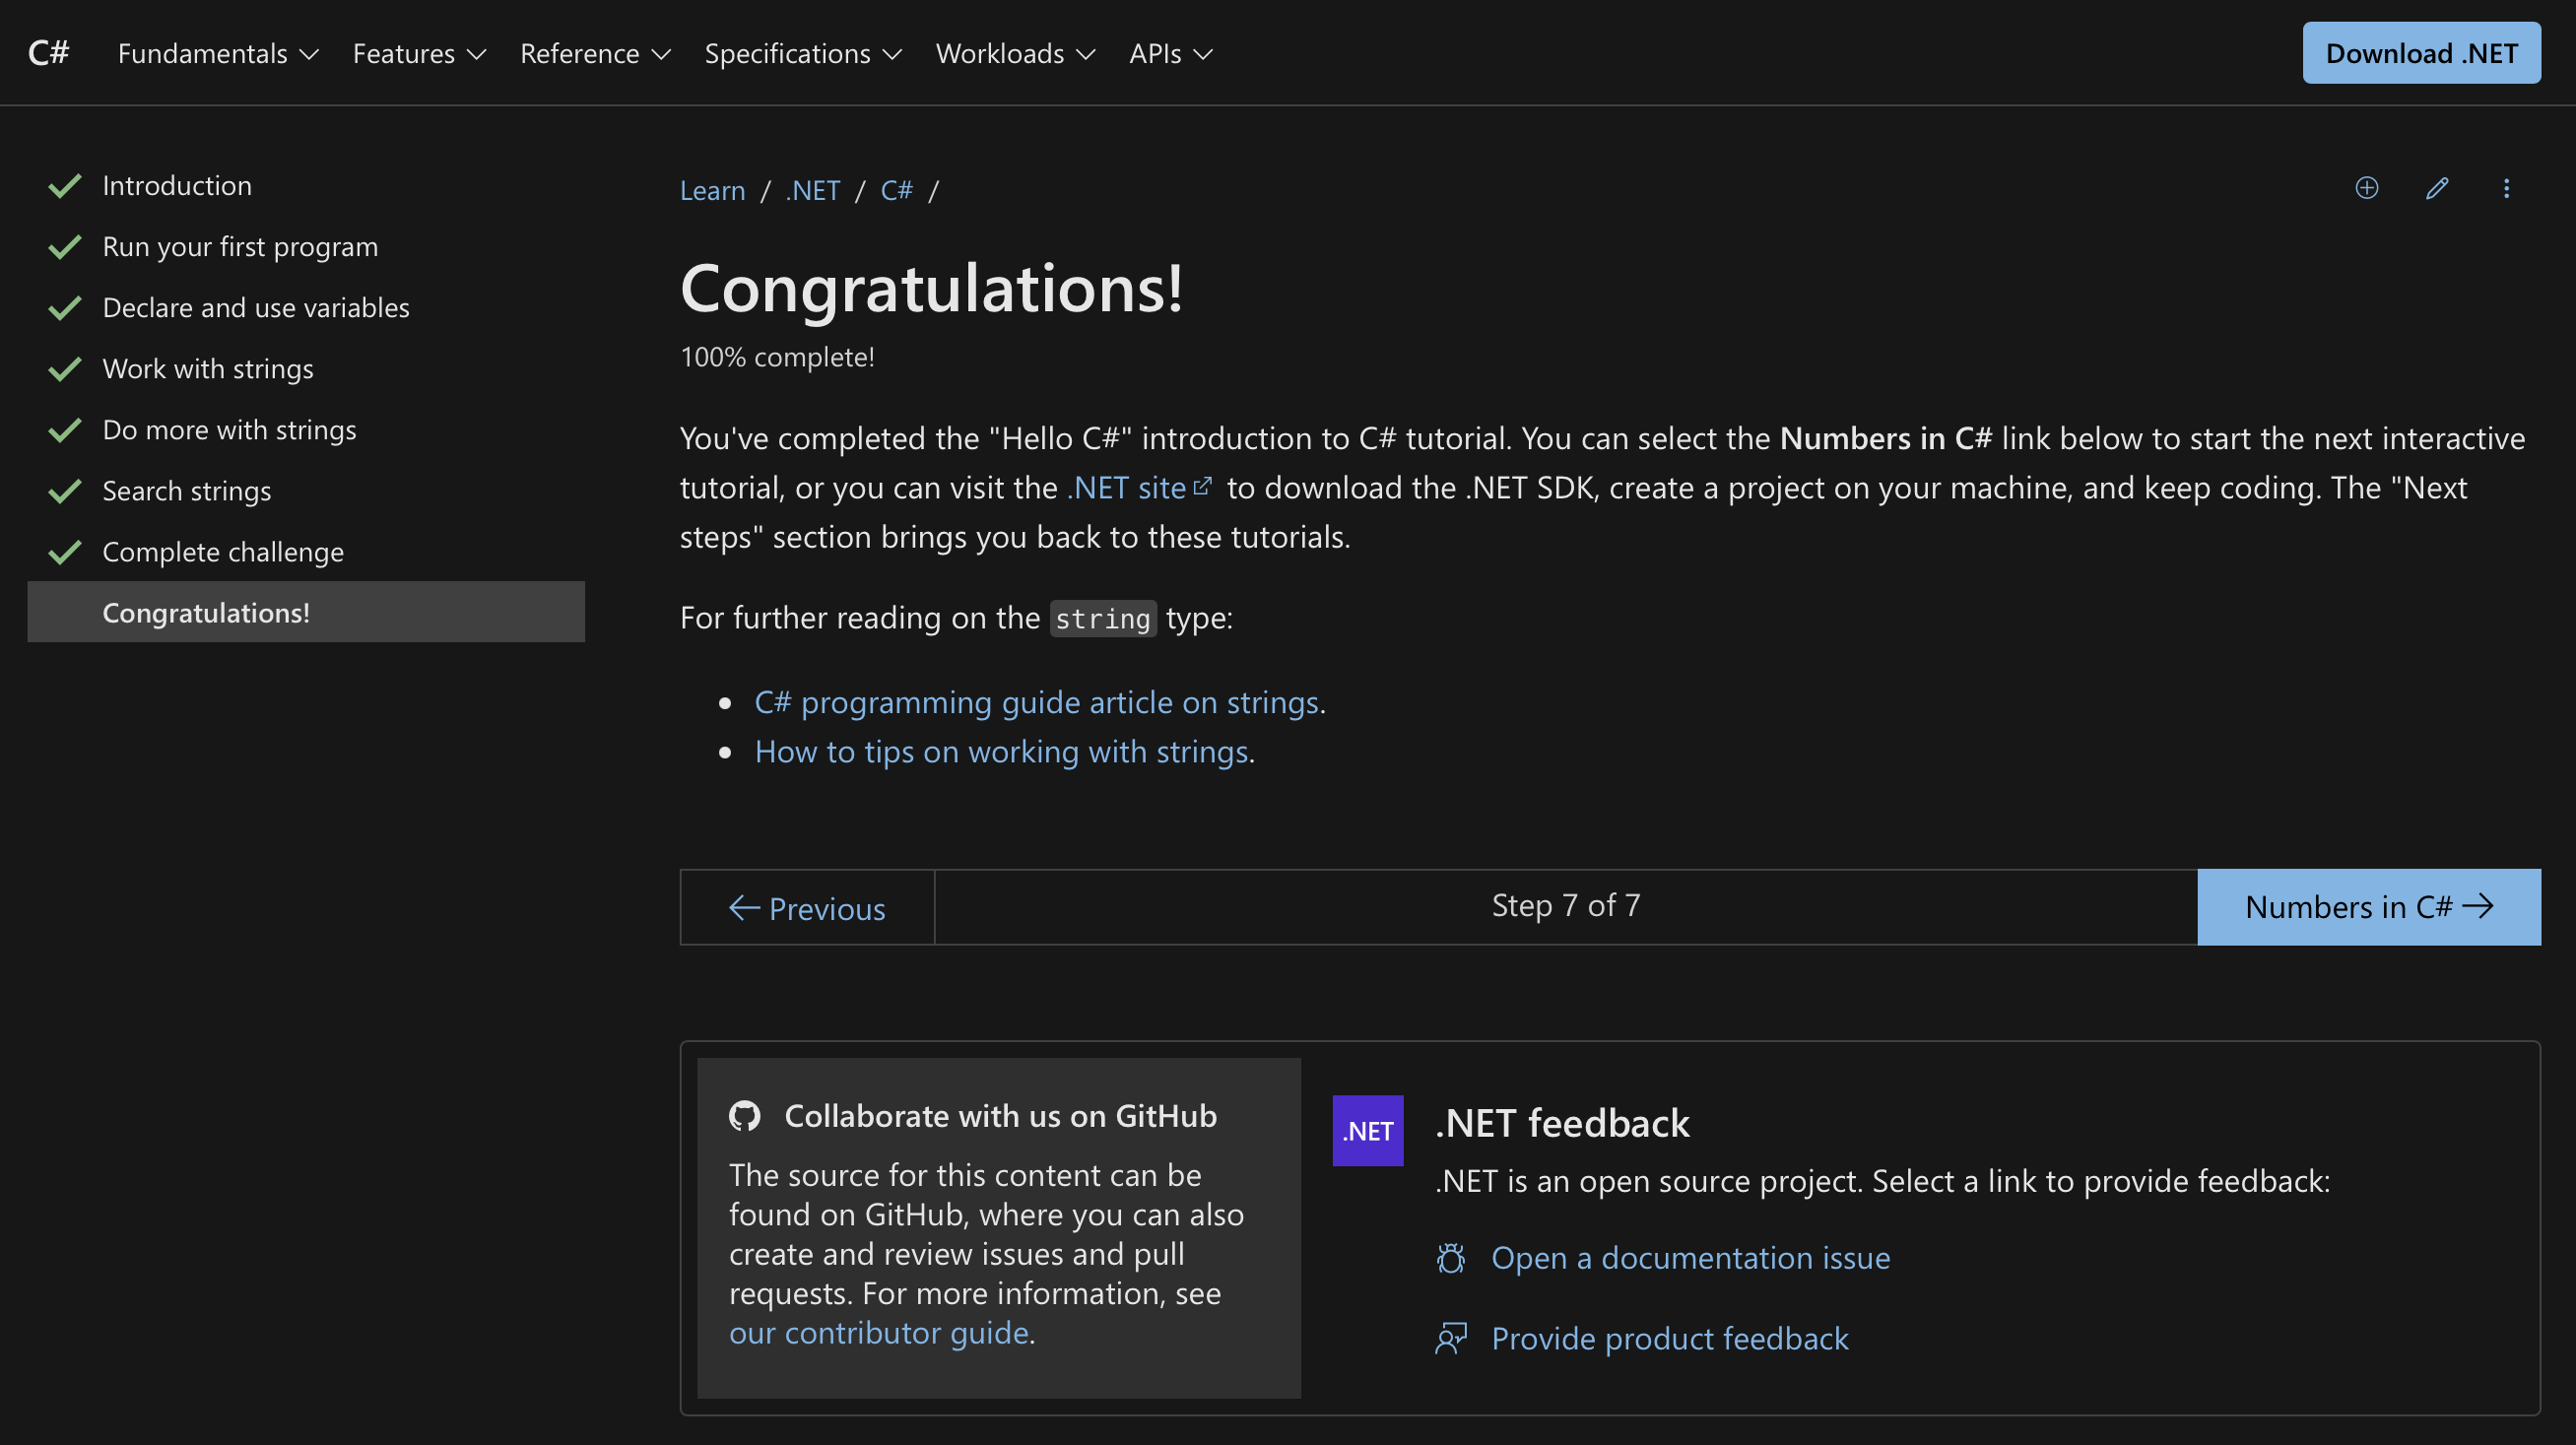 C# Fundamentals Features Reference Specifications Workloads APIs Download .NET
Introduction
Run your first program
Declare and use variables
Work with strings
Do more with strings
Search strings
Complete challenge
Congratulations!
Learn / .NET / C# /
Congratulations!
100% complete!
You've completed the "Hello C#" introduction to C# tutorial. You can select the Numbers in C# link below to start the next interactive
tutorial, or you can visit the .NET site to download the .NET SDK, create a project on your machine, and keep coding. The "Next
steps" section brings you back to these tutorials.
For further reading on the string type:
C# programming guide article on strings.
How to tips on working with strings.
Previous
Step 7 of 7
Numbers in C#
Collaborate with us on GitHub
The source for this content can be
found on GitHub, where you can also
create and review issues and pull
requests. For more information, see
our contributor guide.
.NET
.NET feedback
.NET is an open source project. Select a link to provide feedback:
Open a documentation issue
Provide product feedback